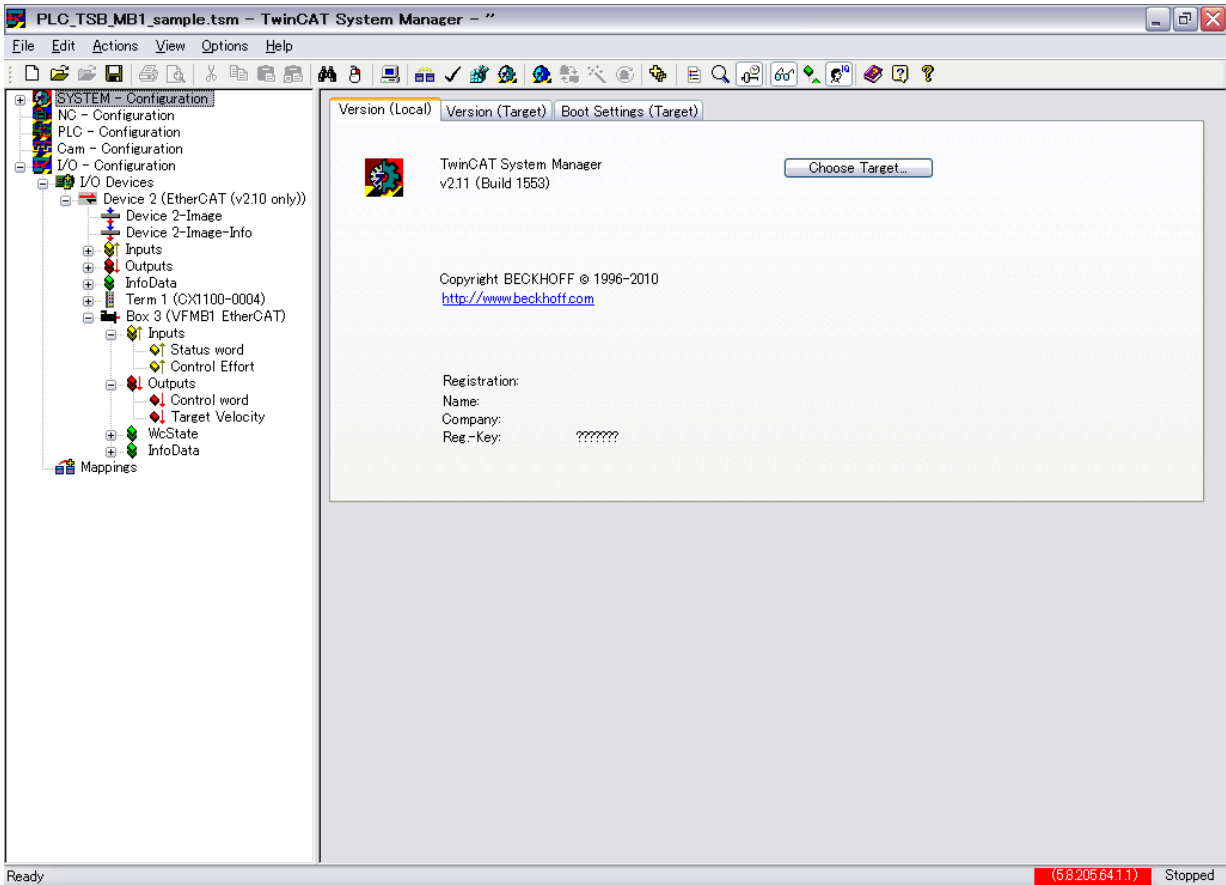 PLC_TSB_MB1_sample.tsm - TwinCAT System Manager - ''
File Edit Actions View Options Help
SYSTEM - Configuration
NC - Configuration
PLC - Configuration
Cam - Configuration
I/O - Configuration
I/O Devices
Device 2 (EtherCAT (v2.10 only))
Device 2-Image
Device 2-Image-Info
Inputs
Outputs
InfoData
Term 1 (CX1100-0004)
Box 3 (VFMB1 EtherCAT)
Inputs
Status word
Control Effort
Outputs
Control word
Target Velocity
WcState
InfoData
Mappings
Version (Local) Version (Target) Boot Settings (Target)
TwinCAT System Manager
v2.11 (Build 1553)
Choose Target...
Copyright BECKHOFF © 1996-2010
http://www.beckhoff.com
Registration:
Name:
Company:
Reg.-Key: ???????
Ready (5.8.205.64.1.1) Stopped